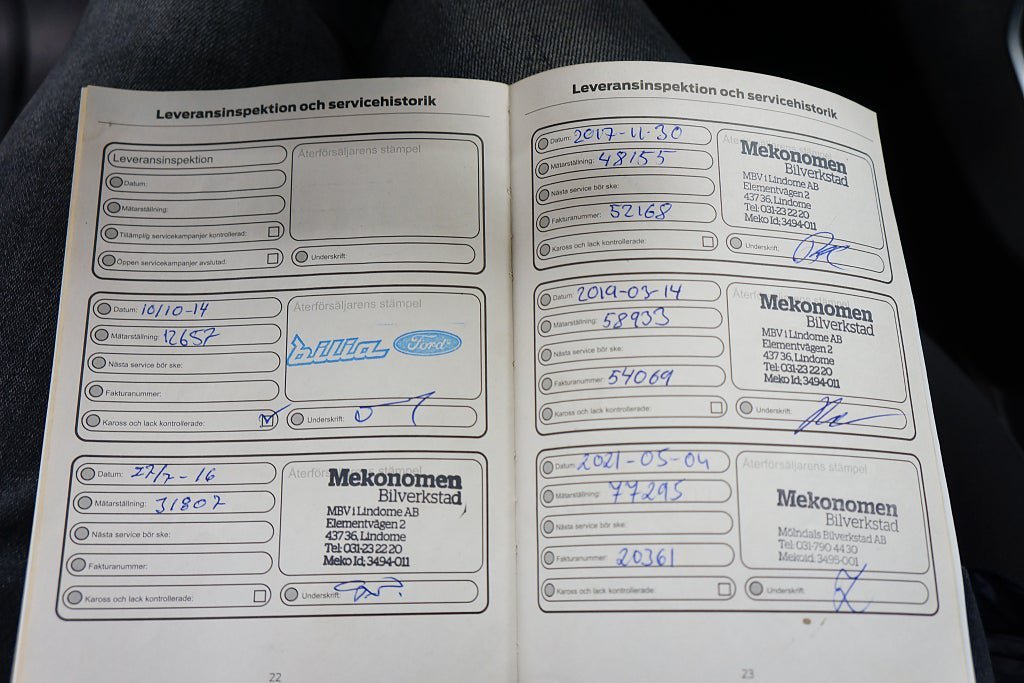 Leveransinspektion och servicehistorik
Leveransinspektion
Återförsäljarens stämpel
Datum:
Mätarställning:
Tillämplig servicekampanjer kontrollerad:
Öppen servicekampanjer avslutad:
Underskrift:
Datum: 10/10-14
Återförsäljarens stämpel
Mätarställning: 12657
bilia Ford
Nästa service bör ske:
Fakturanummer:
Kaross och lack kontrollerade:
Underskrift:
Datum: 27/7-16
Mekonomen
Bilverkstad
Mätarställning: 31807
MBV i Lindome AB
Elementvägen 2
437 36, Lindome
Tel: 031-23 22 20
Meko Id; 3494-011
Nästa service bör ske:
Fakturanummer:
Kaross och lack kontrollerade:
Underskrift:
22
Leveransinspektion och servicehistorik
Datum: 2017-11-30
Återförsäljarens stämpel
Mekonomen
Bilverkstad
Mätarställning: 48155
MBV i Lindome AB
Elementvägen 2
437 36, Lindome
Tel: 031-23 22 20
Meko Id; 3494-011
Nästa service bör ske:
Fakturanummer: 52168
Kaross och lack kontrollerade:
Underskrift:
Datum: 2019-03-14
Mekonomen
Bilverkstad
Mätarställning: 58933
MBV i Lindome AB
Elementvägen 2
437 36, Lindome
Tel: 031-23 22 20
Meko Id; 3494-011
Nästa service bör ske:
Fakturanummer: 54069
Kaross och lack kontrollerade:
Underskrift:
Datum: 2021-05-04
Återförsäljarens stämpel
Mätarställning: 77295
Mekonomen
Bilverkstad
Mölndals Bilverkstad AB
Tel: 031-790 44 30
Mekoid: 3495-001
Nästa service bör ske:
Fakturanummer: 20361
Kaross och lack kontrollerade:
Underskrift:
23